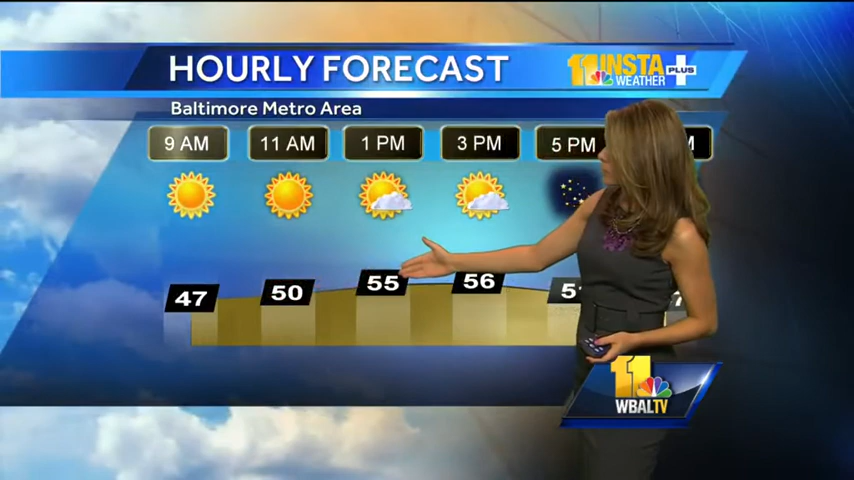 HOURLY FORECAST
11 INSTA
WEATHER PLUS
Baltimore Metro Area
9 AM 11 AM 1 PM 3 PM 5 PM
47 50 55 56
11
WBALTV